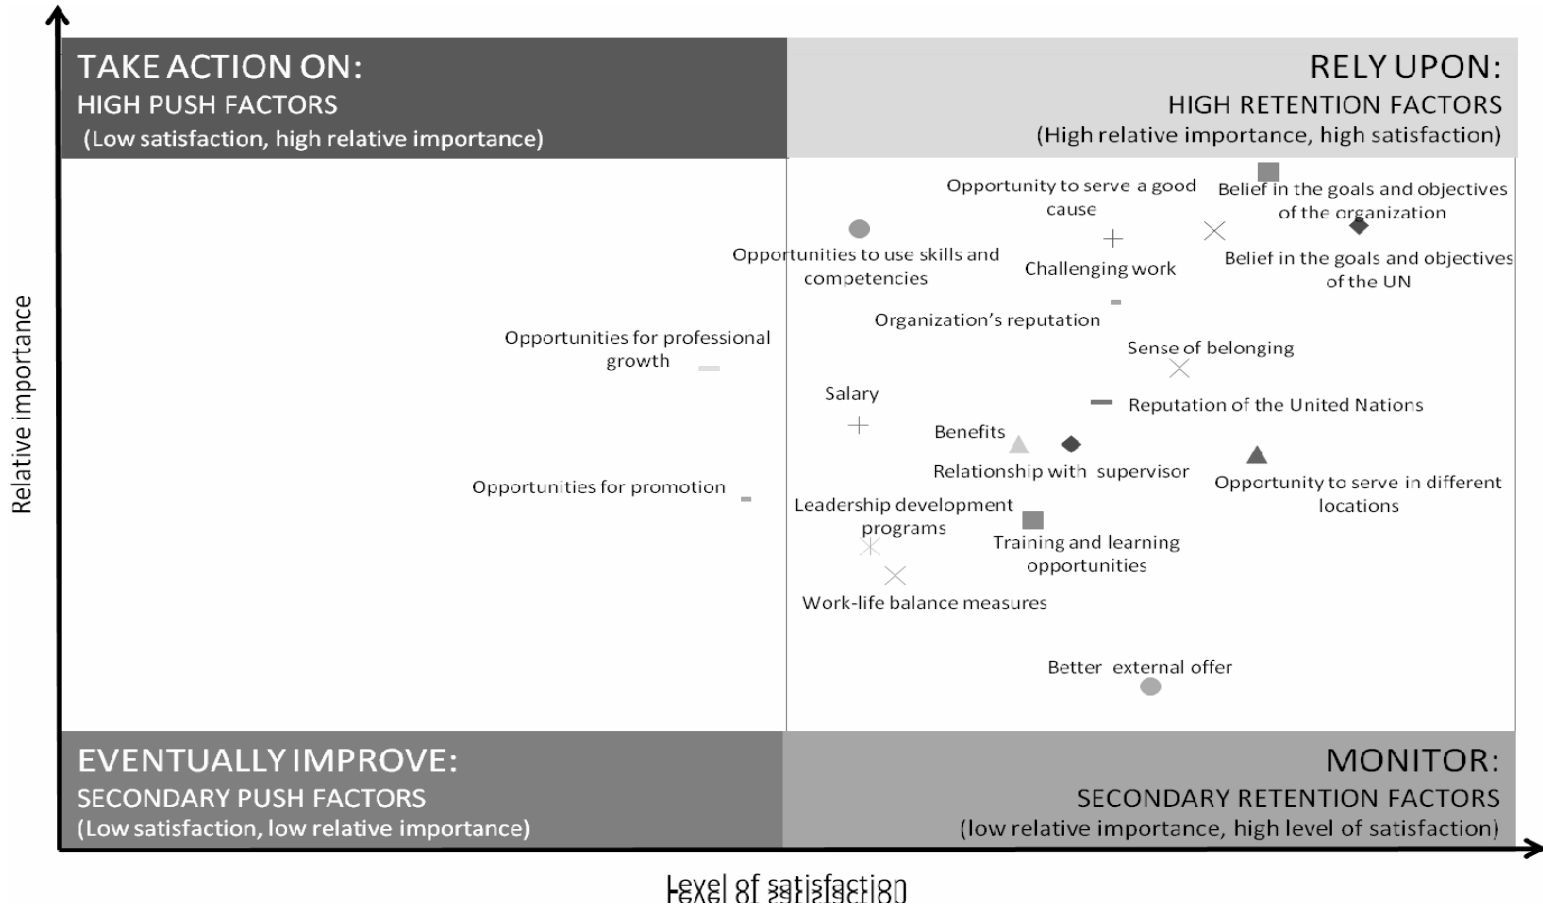 TAKE ACTION ON:
HIGH PUSH FACTORS
(Low satisfaction, high relative importance)
RELY UPON:
HIGH RETENTION FACTORS
(High relative importance, high satisfaction)
Opportunity to serve a good
cause
Belief in the goals and objectives
of the organization
Opportunities to use skills and
competencies
Challenging work
Belief in the goals and objectives
of the UN
Organization's reputation
Opportunities for professional
growth
Sense of belonging
Salary
Reputation of the United Nations
Benefits
Relationship with supervisor
Opportunities for promotion
Opportunity to serve in different
locations
Leadership development
programs
Training and learning
opportunities
Work-life balance measures
Better external offer
Relative importance
EVENTUALLY IMPROVE:
SECONDARY PUSH FACTORS
(Low satisfaction, low relative importance)
MONITOR:
SECONDARY RETENTION FACTORS
(low relative importance, high level of satisfaction)
Level of satisfaction